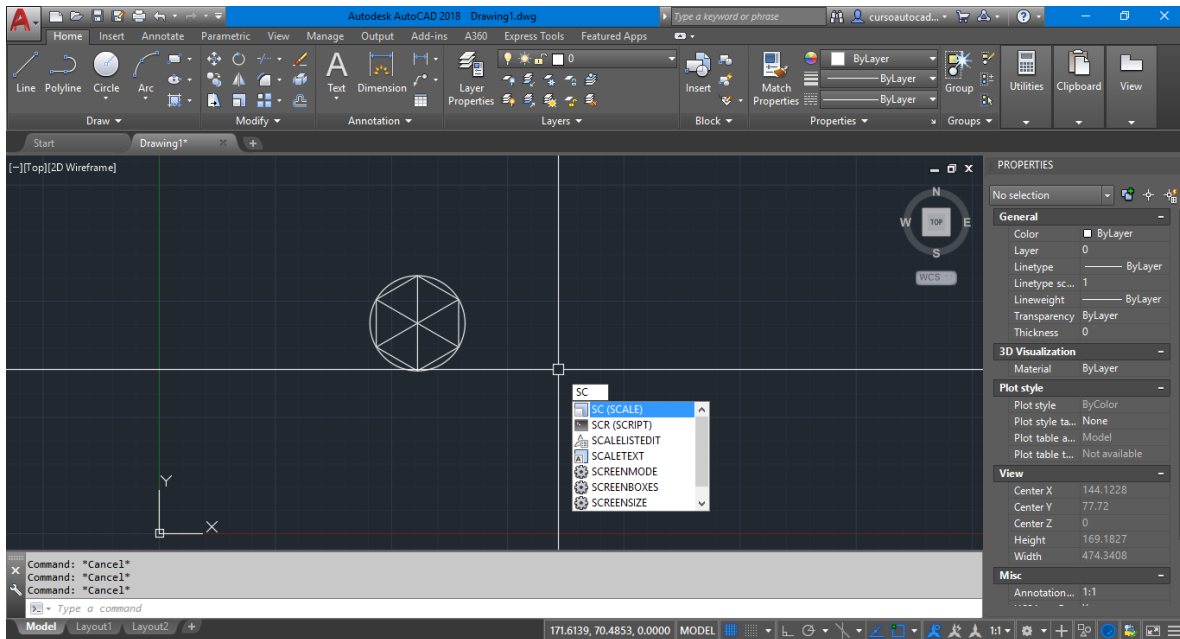 Autodesk AutoCAD 2018 Drawing1.dwg
Type a keyword or phrase
cursoautocad...
Home Insert Annotate Parametric View Manage Output Add-ins A360 Express Tools Featured Apps
Line Polyline Circle Arc
Text Dimension
Layer Properties
0
Insert
Match Properties
ByLayer
ByLayer
ByLayer
Group
Utilities
Clipboard
View
Draw Modify Annotation Layers Block Properties Groups
Start Drawing1* +
[−][Top][2D Wireframe]
N
W TOP E
S
WCS
SC
SC (SCALE)
SCR (SCRIPT)
SCALELISTEDIT
SCALETEXT
SCREENMODE
SCREENBOXES
SCREENSIZE
Y
X
PROPERTIES
No selection
General
Color ByLayer
Layer 0
Linetype ByLayer
Linetype sc... 1
Lineweight ByLayer
Transparency ByLayer
Thickness 0
3D Visualization
Material ByLayer
Plot style
Plot style ByColor
Plot style ta... None
Plot table a... Model
Plot table t... Not available
View
Center X 144.1228
Center Y 77.72
Center Z 0
Height 169.1827
Width 474.3408
Misc
Annotation... 1:1
Command: *Cancel*
Command: *Cancel*
Command: *Cancel*
Type a command
Model Layout1 Layout2 +
171.6139, 70.4853, 0.0000 MODEL 1:1